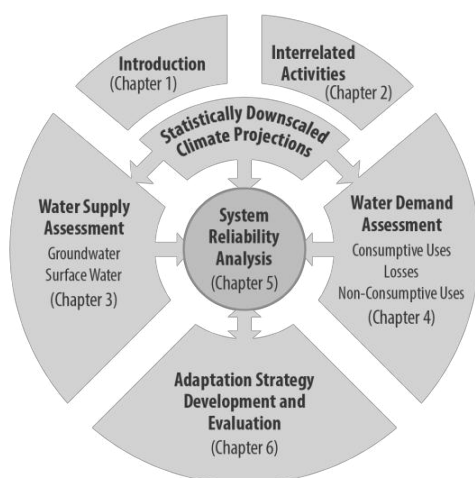 Introduction
(Chapter 1)
Interrelated
Activities
(Chapter 2)
Statistically Downscaled
Climate Projections
Water Supply
Assessment
Groundwater
Surface Water
(Chapter 3)
System
Reliability
Analysis
(Chapter 5)
Water Demand
Assessment
Consumptive Uses
Losses
Non-Consumptive Uses
(Chapter 4)
Adaptation Strategy
Development and
Evaluation
(Chapter 6)